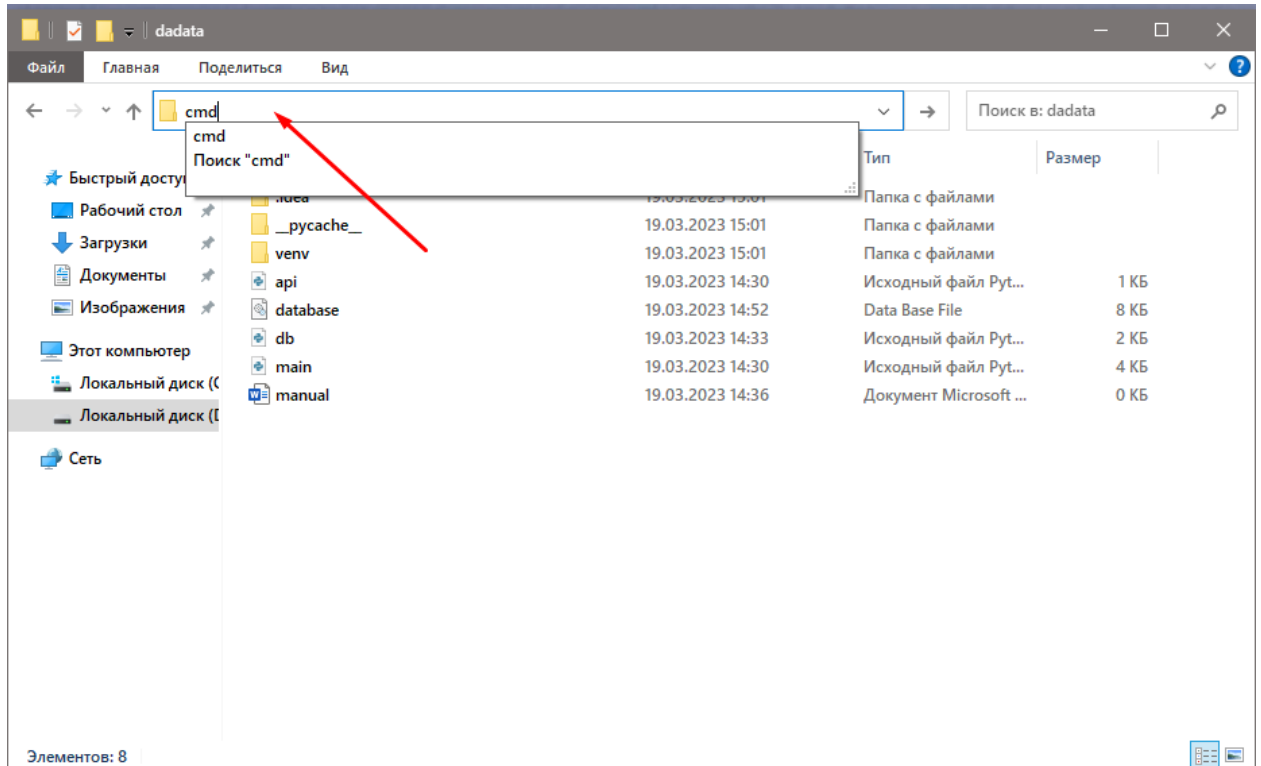 dadata
Файл Главная Поделиться Вид
cmd Поиск в: dadata
cmd
Поиск "cmd"
Тип Размер
Быстрый
.idea 19.03.2023 15:01 Папка с файлами
Рабочий стол
__pycache__ 19.03.2023 15:01 Папка с файлами
Загрузки
venv 19.03.2023 15:01 Папка с файлами
Документы
api 19.03.2023 14:30 Исходный файл Pyt... 1 КБ
Изображения
database 19.03.2023 14:52 Data Base File 8 КБ
db 19.03.2023 14:33 Исходный файл Pyt... 2 КБ
Этот компьютер
main 19.03.2023 14:30 Исходный файл Pyt... 4 КБ
Локальный диск (
manual 19.03.2023 14:36 Документ Microsoft ... 0 КБ
Локальный диск (
Сеть
Элементов: 8